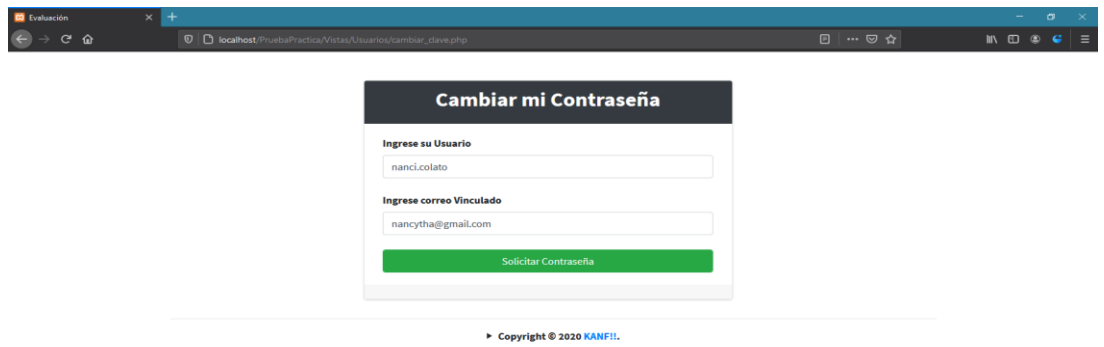 Evaluación
localhost/PruebaPractica/Vistas/Usuarios/cambiar_clave.php
Cambiar mi Contraseña
Ingrese su Usuario
nanci.colato
Ingrese correo Vinculado
nancytha@gmail.com
Solicitar Contraseña
Copyright © 2020 KANF!!.